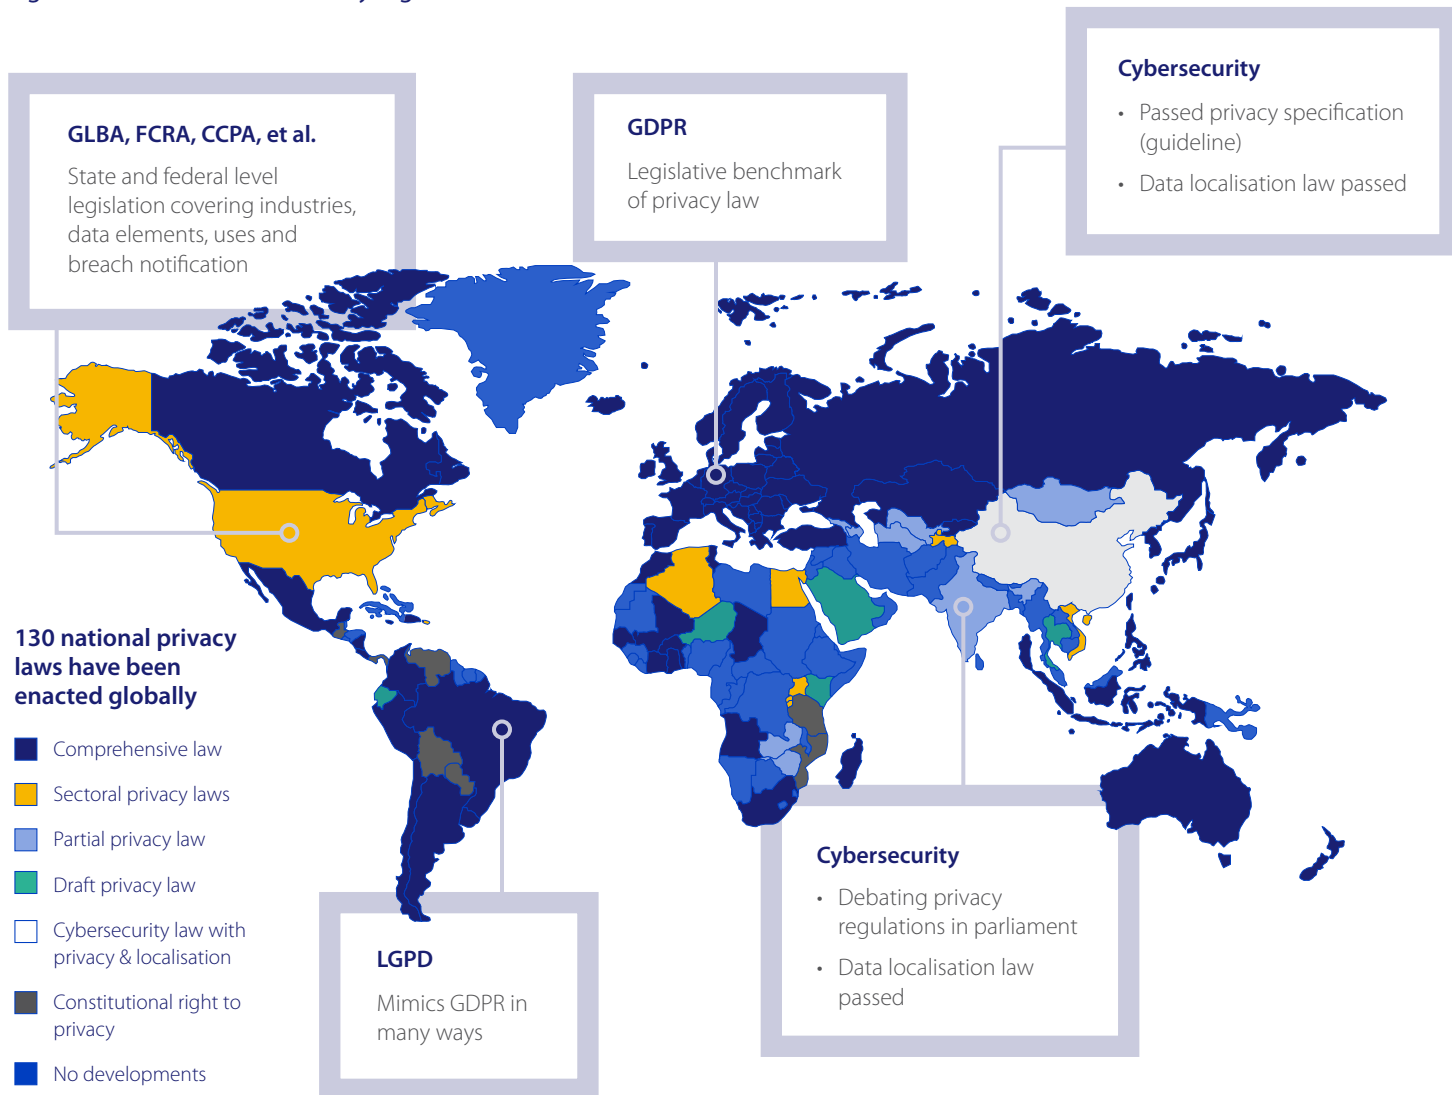 GLBA, FCRA, CCPA, et al.
State and federal level
legislation covering industries,
data elements, uses and
breach notification
GDPR
Legislative benchmark
of privacy law
Cybersecurity
• Passed privacy specification
(guideline)
• Data localisation law passed
130 national privacy
laws have been
enacted globally
Comprehensive law
Sectoral privacy laws
Partial privacy law
Draft privacy law
Cybersecurity law with
privacy & localisation
Constitutional right to
privacy
No developments
LGPD
Mimics GDPR in
many ways
Cybersecurity
• Debating privacy
regulations in parliament
• Data localisation law
passed